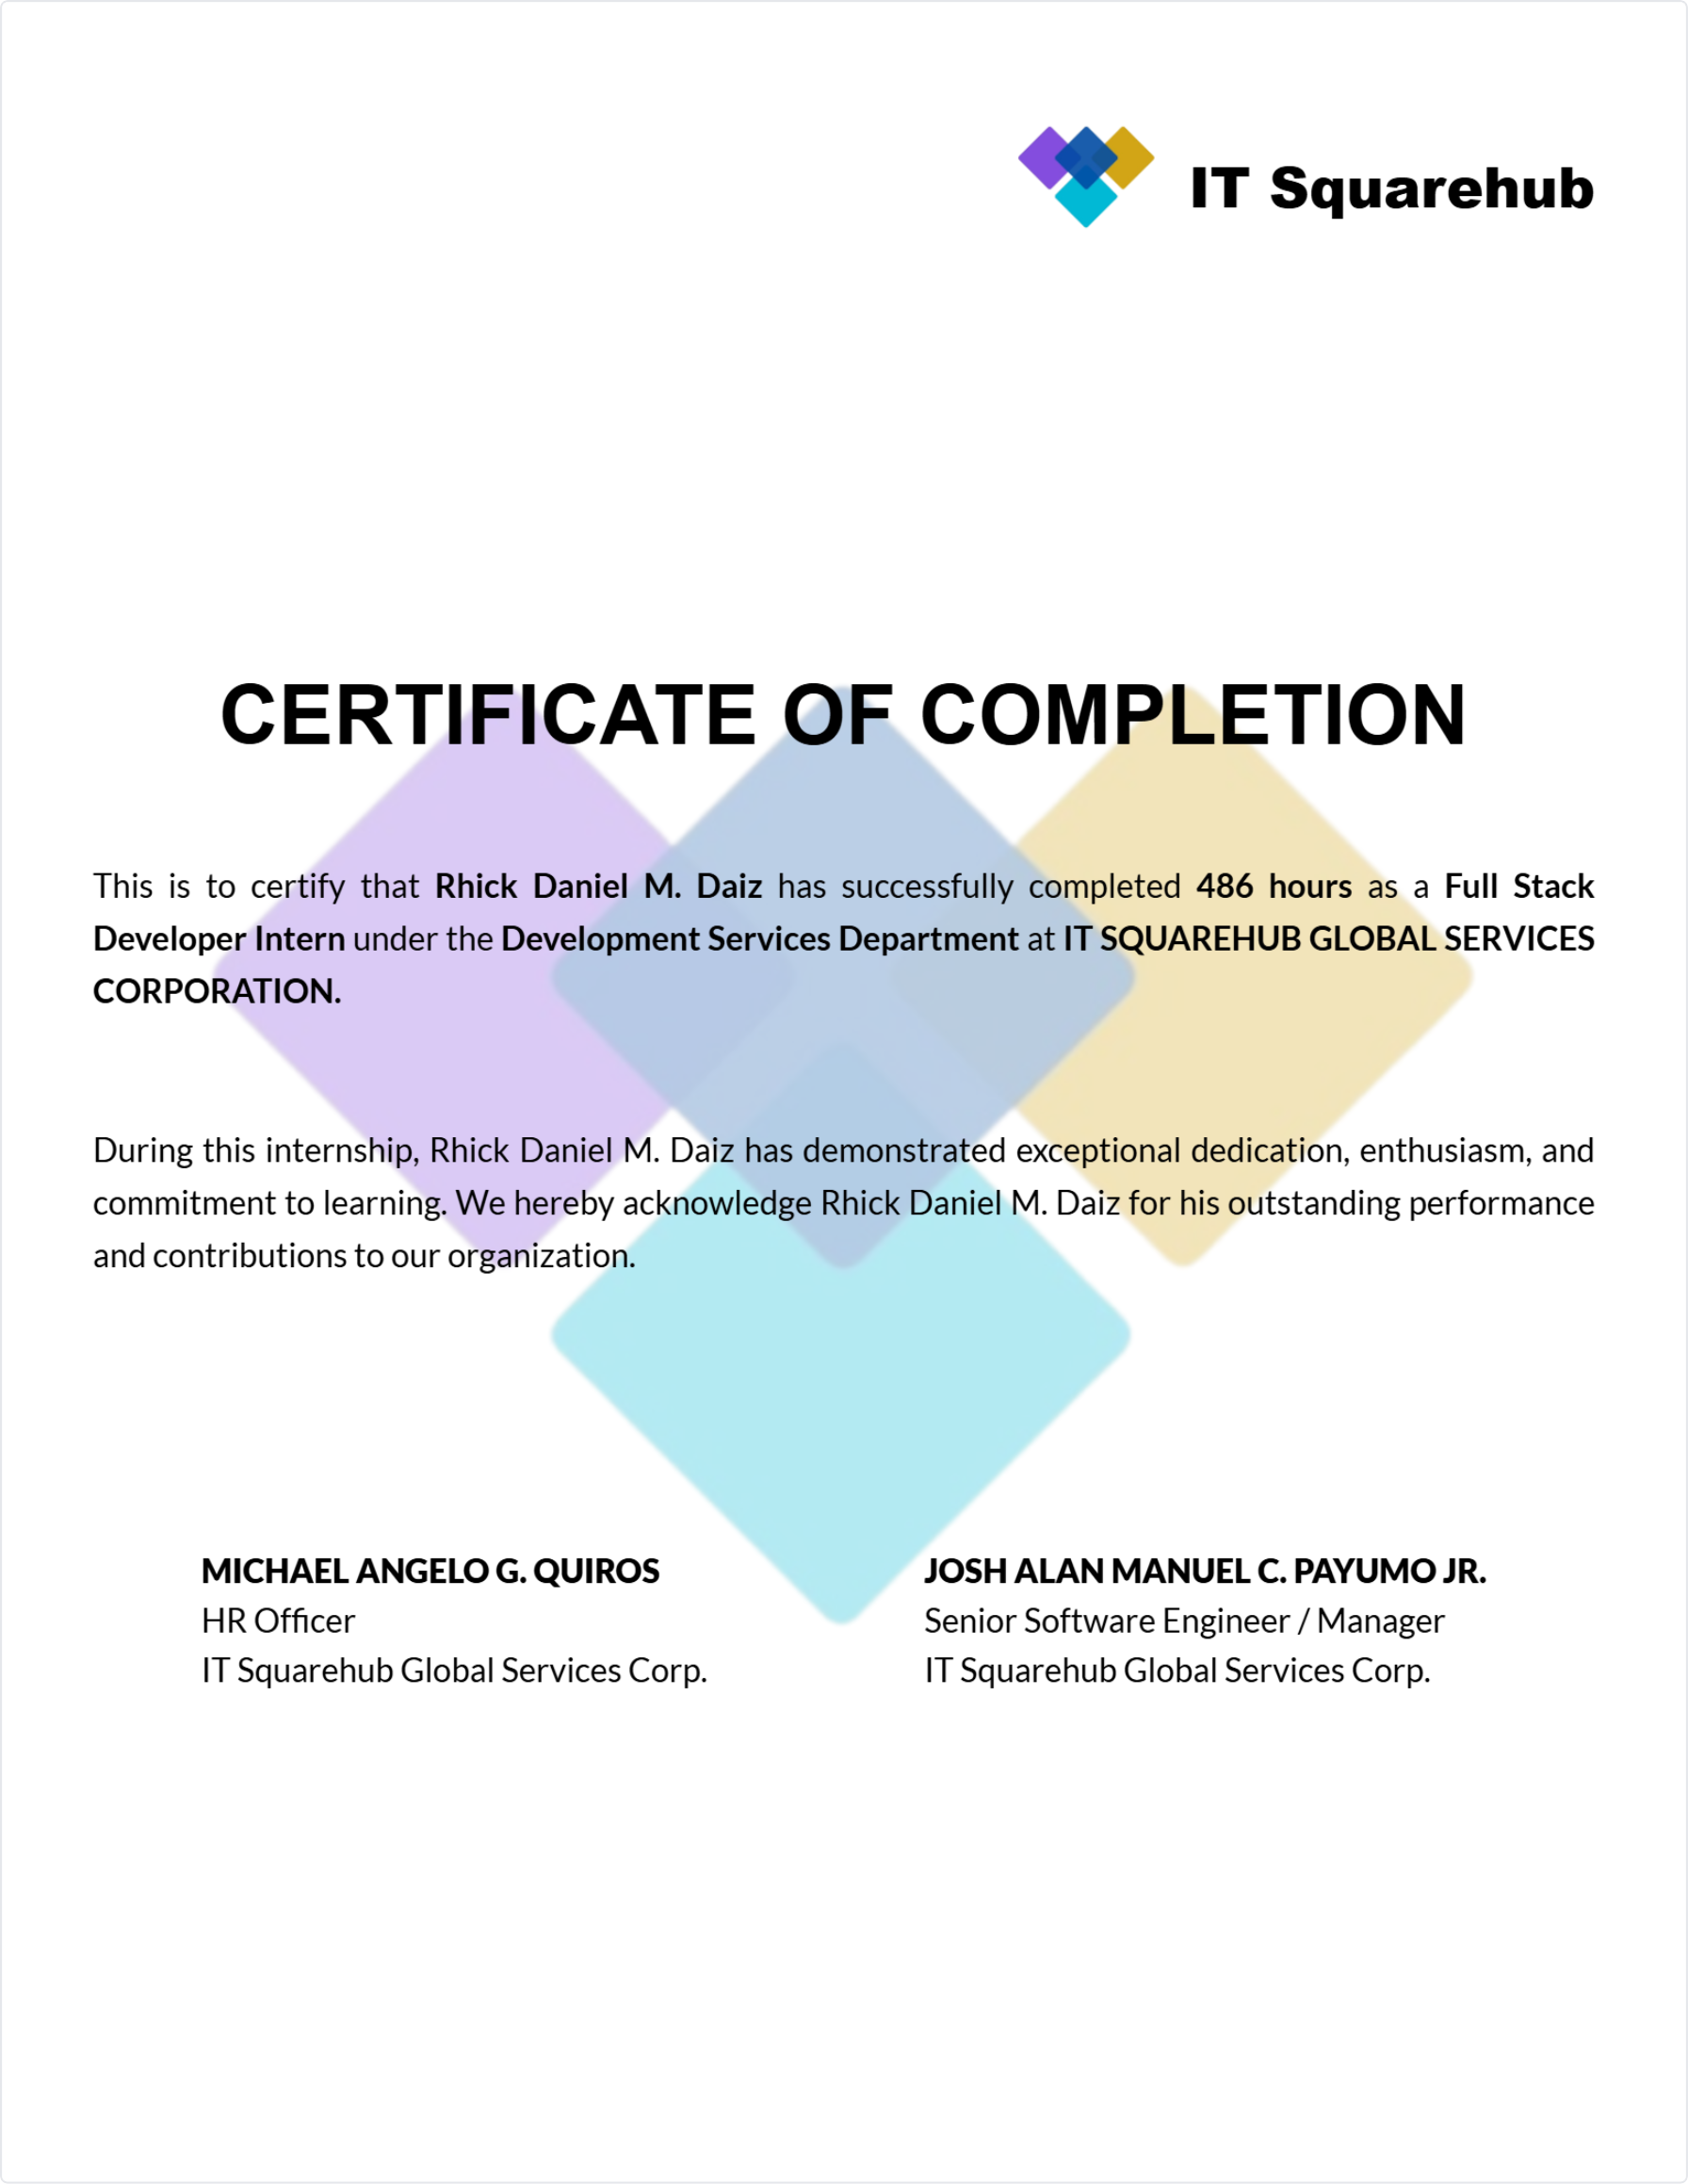 IT Squarehub
CERTIFICATE OF COMPLETION
This is to certify that Rhick Daniel M. Daiz has successfully completed 486 hours as a Full Stack
Developer Intern under the Development Services Department at IT SQUAREHUB GLOBAL SERVICES
CORPORATION.
During this internship, Rhick Daniel M. Daiz has demonstrated exceptional dedication, enthusiasm, and
commitment to learning. We hereby acknowledge Rhick Daniel M. Daiz for his outstanding performance
and contributions to our organization.
MICHAEL ANGELO G. QUIROS
HR Officer
IT Squarehub Global Services Corp.
JOSH ALAN MANUEL C. PAYUMO JR.
Senior Software Engineer / Manager
IT Squarehub Global Services Corp.